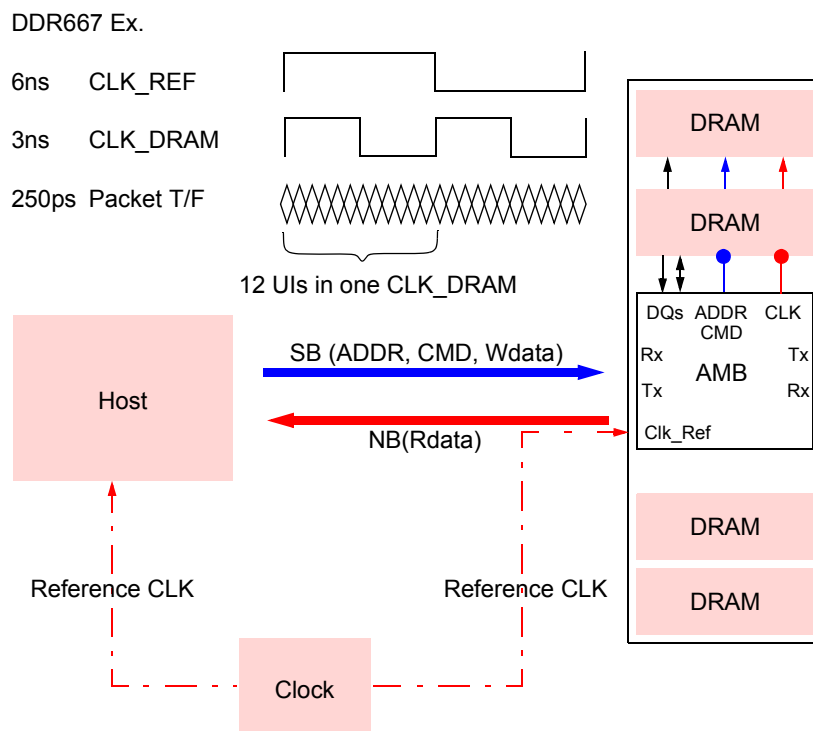 DDR667 Ex.
6ns CLK_REF
3ns CLK_DRAM
250ps Packet T/F
12 UIs in one CLK_DRAM
Host
SB (ADDR, CMD, Wdata)
NB(Rdata)
Reference CLK
Reference CLK
Clock
DRAM
DRAM
DQs ADDR CLK
CMD
Rx Tx
AMB
Tx Rx
Clk_Ref
DRAM
DRAM